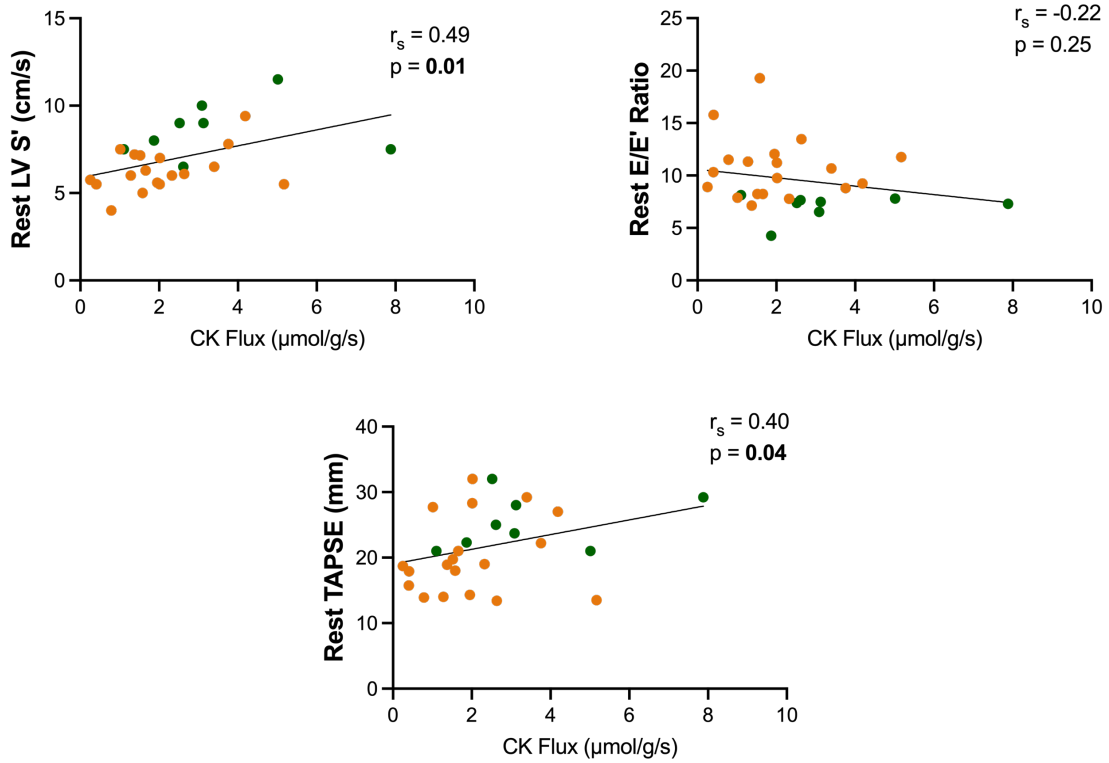 Rest LV S' (cm/s)
15
10
5
0
r_s = 0.49
p = 0.01
0 2 4 6 8 10
CK Flux (µmol/g/s)
Rest E/E' Ratio
25
20
15
10
5
0
r_s = -0.22
p = 0.25
0 2 4 6 8 10
CK Flux (µmol/g/s)
Rest TAPSE (mm)
40
30
20
10
0
r_s = 0.40
p = 0.04
0 2 4 6 8 10
CK Flux (µmol/g/s)